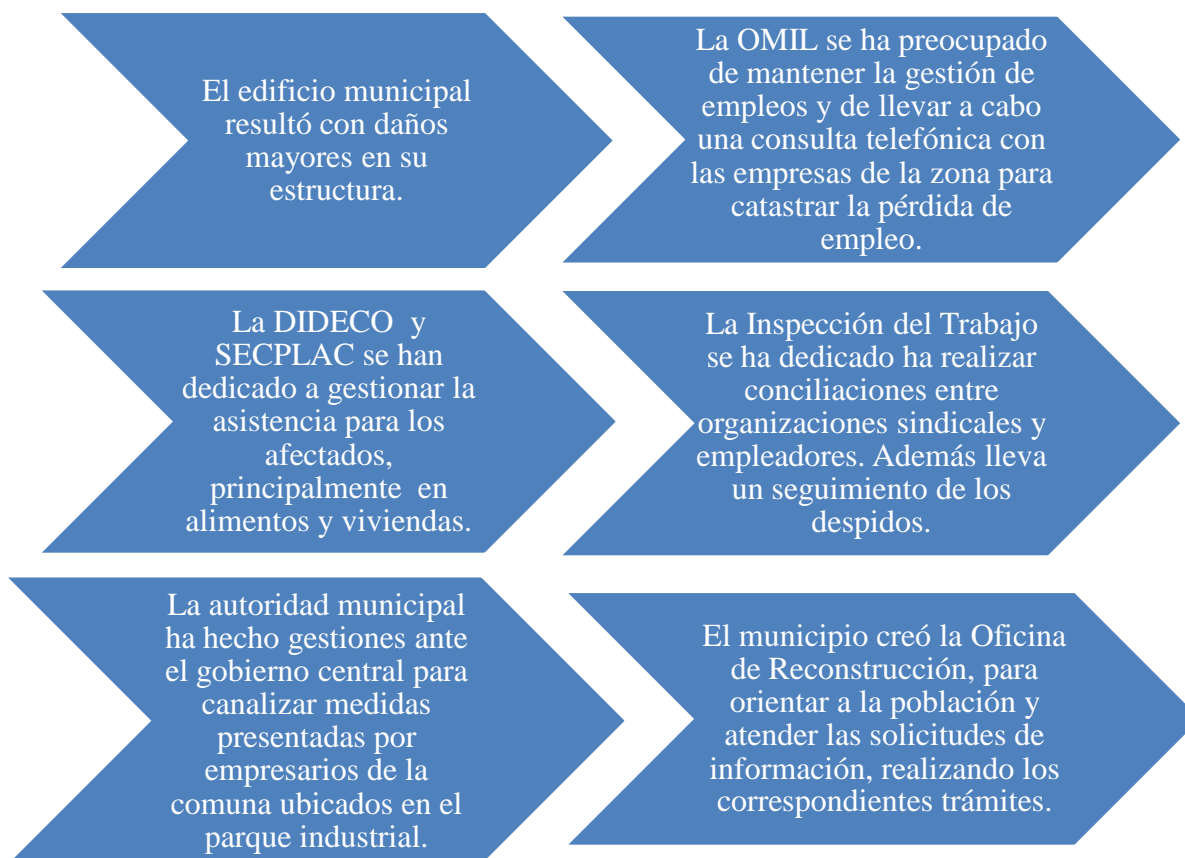 El edificio municipal
resultó con daños
mayores en su
estructura.
La OMIL se ha preocupado
de mantener la gestión de
empleos y de llevar a cabo
una consulta telefónica con
las empresas de la zona para
catastrar la pérdida de
empleo.
La DIDECO y
SECPLAC se han
dedicado a gestionar la
asistencia para los
afectados,
principalmente en
alimentos y viviendas.
La Inspección del Trabajo
se ha dedicado ha realizar
conciliaciones entre
organizaciones sindicales y
empleadores. Además lleva
un seguimiento de los
despidos.
La autoridad municipal
ha hecho gestiones ante
el gobierno central para
canalizar medidas
presentadas por
empresarios de la
comuna ubicados en el
parque industrial.
El municipio creó la Oficina
de Reconstrucción, para
orientar a la población y
atender las solicitudes de
información, realizando los
correspondientes trámites.